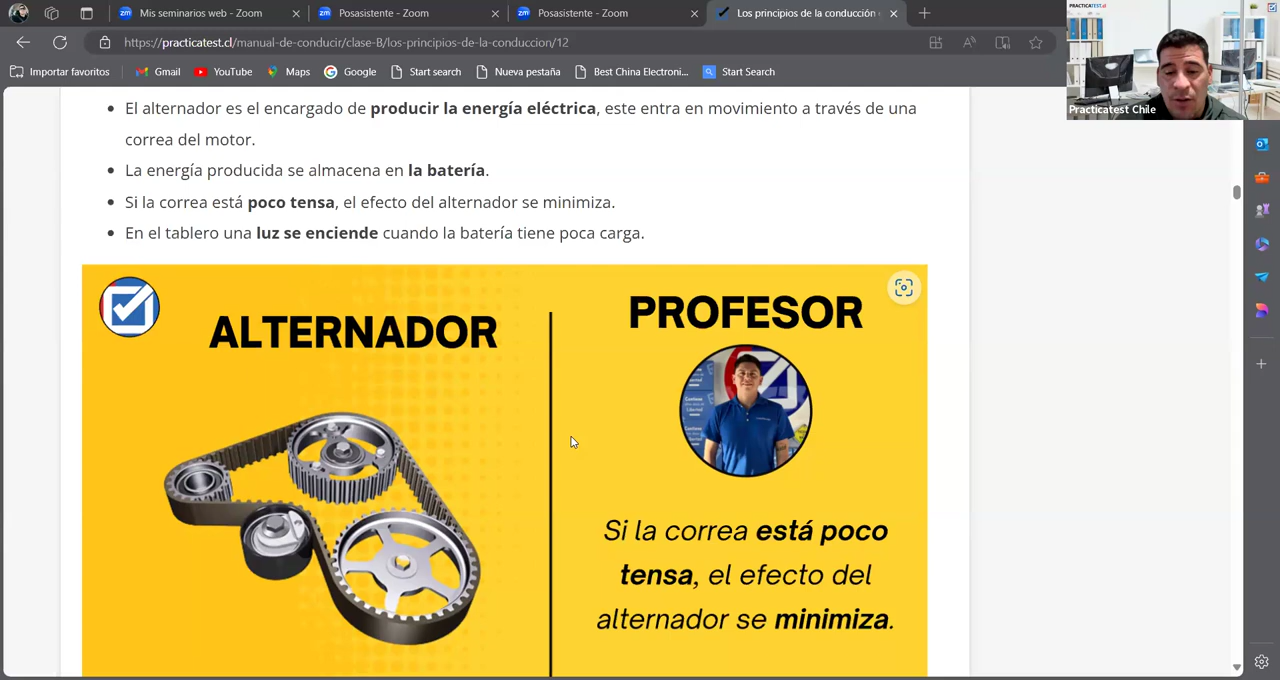 Mis seminarios web - Zoom
Posasistente - Zoom
Posasistente - Zoom
Los principios de la conducción
https://practicatest.cl/manual-de-conducir/clase-B/los-principios-de-la-conduccion/12
Importar favoritos
Gmail
YouTube
Maps
Google
Start search
Nueva pestaña
Best China Electroni...
Start Search
PRACTICATEST.cl
Practicatest Chile
El alternador es el encargado de producir la energía eléctrica, este entra en movimiento a través de una
correa del motor.
La energía producida se almacena en la batería.
Si la correa está poco tensa, el efecto del alternador se minimiza.
En el tablero una luz se enciende cuando la batería tiene poca carga.
ALTERNADOR
PROFESOR
Si la correa está poco
tensa, el efecto del
alternador se minimiza.